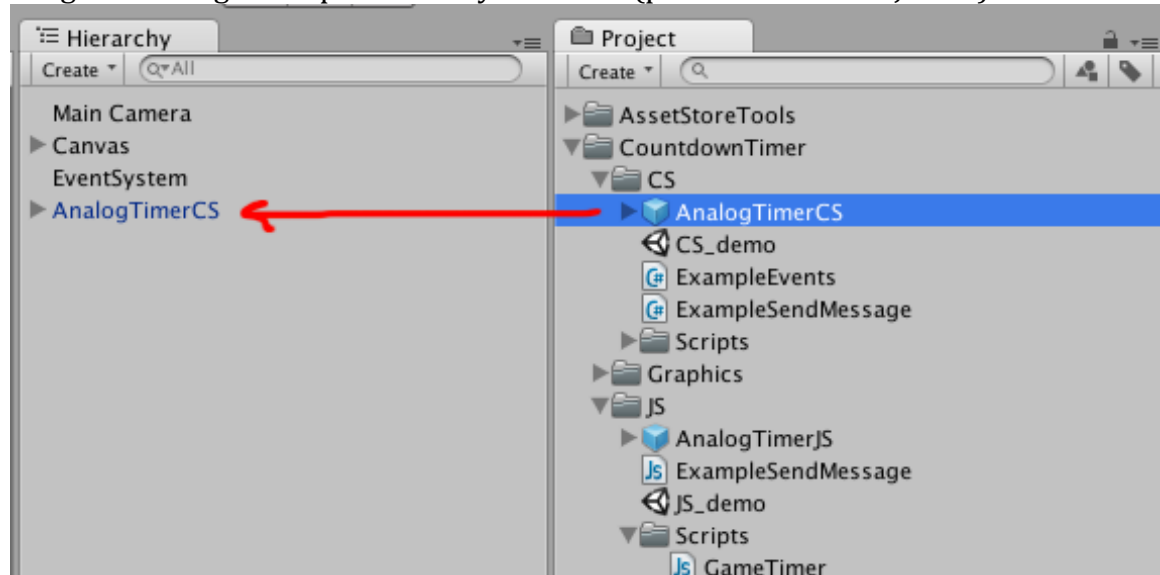 Hierarchy
Create
All
Main Camera
Canvas
EventSystem
AnalogTimerCS
Project
Create
AssetStoreTools
CountdownTimer
CS
AnalogTimerCS
CS_demo
ExampleEvents
ExampleSendMessage
Scripts
Graphics
JS
AnalogTimerJS
ExampleSendMessage
JS_demo
Scripts
GameTimer